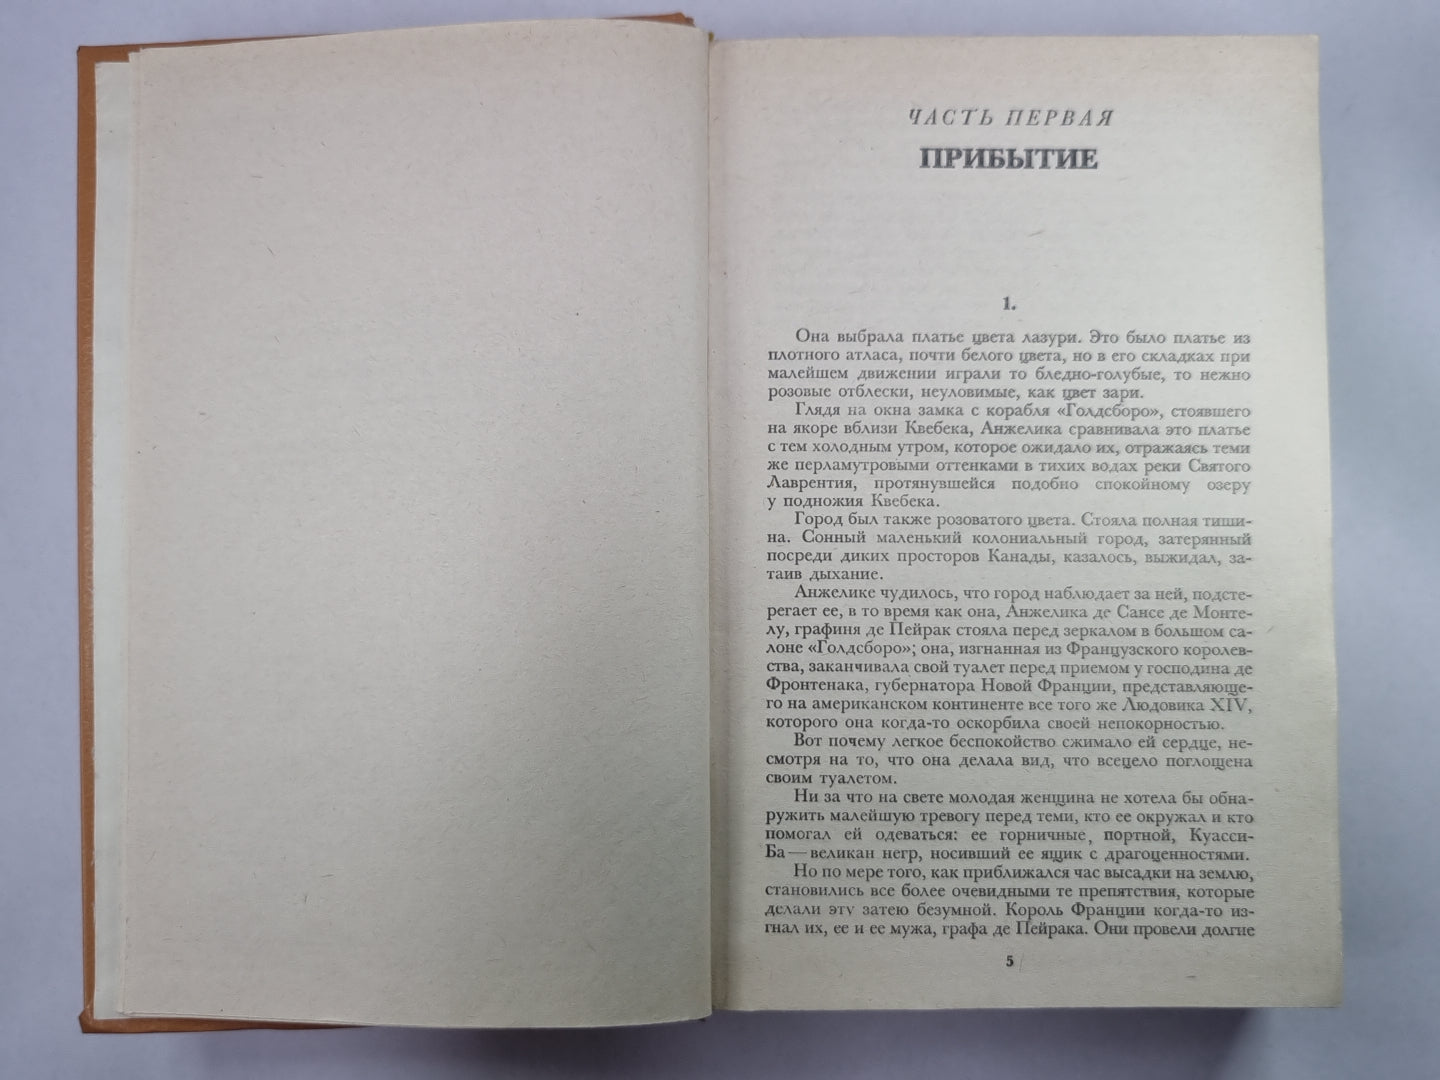 ЧАСТЬ ПЕРВАЯ
ПРИБЫТИЕ
1.
Она выбрала платье цвета лазури. Это было платье из
плотного атласа, почти белого цвета, но в его складках при
малейшем движении играли то бледно-голубые, то нежно
розовые отблески, неуловимые, как цвет зари.
Глядя на окна замка с корабля «Голдсборо», стоявшего
на якоре вблизи Квебека, Анжелика сравнивала это платье
с тем холодным утром, которое ожидало их, отражаясь теми
же перламутровыми оттенками в тихих водах реки Святого
Лаврентия, протянувшейся подобно спокойному озеру
у подножия Квебека.
Город был также розоватого цвета. Стояла полная тиши-
на. Сонный маленький колониальный город, затерянный
посреди диких просторов Канады, казалось, выжидал, за-
таив дыхание.
Анжелике чудилось, что город наблюдает за ней, подсте-
регает ее, в то время как она, Анжелика де Сансе де Монте-
лу, графиня де Пейрак стояла перед зеркалом в большом са-
лоне «Голдсборо»; она, изгнанная из Французского королев-
ства, заканчивала свой туалет перед приемом у господина де
Фронтенака, губернатора Новой Франции, представляюще-
го на американском континенте все того же Людовика XIV,
которого она когда-то оскорбила своей непокорностью.
Вот почему легкое беспокойство сжимало ей сердце, не-
смотря на то, что она делала вид, что всецело поглощена
своим туалетом.
Ни за что на свете молодая женщина не хотела бы обна-
ружить малейшую тревогу перед теми, кто ее окружал и кто
помогал ей одеваться: ее горничные, портной, Куасси-
Ба — великан негр, носивший ее ящик с драгоценностями.
Но по мере того, как приближался час высадки на землю,
становились все более очевидными те препятствия, которые
делали эту затею безумной. Король Франции когда-то из-
гнал их, ее и ее мужа, графа де Пейрака. Они провели долгие
5